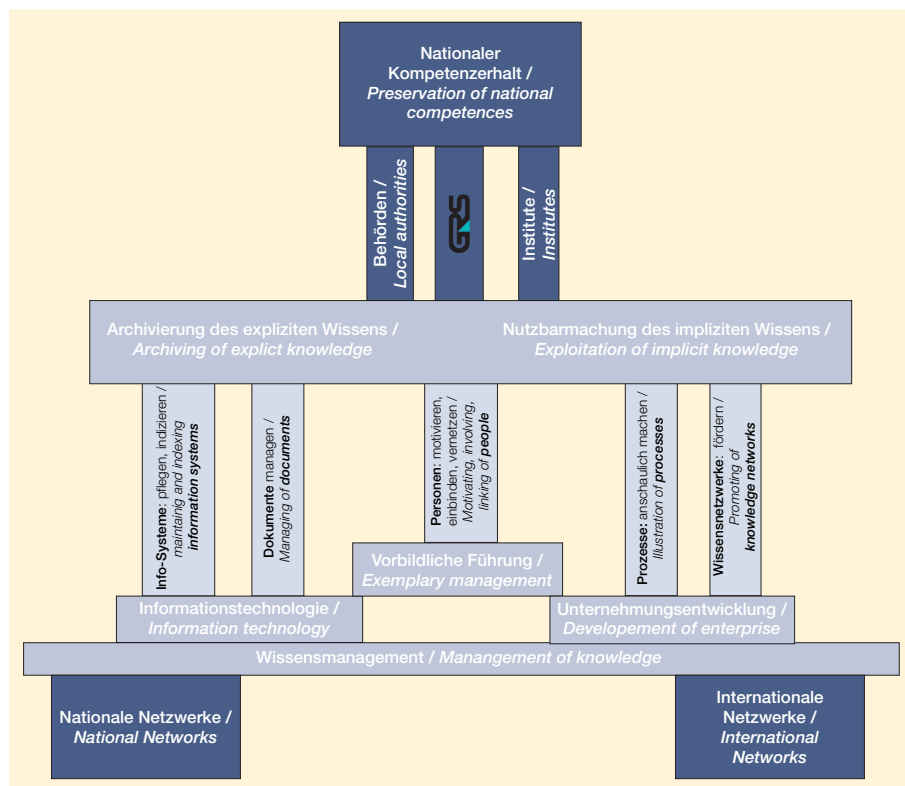 Nationaler
Kompetenzerhalt /
Preservation of national
competences
Behörden /
Local authorities
GRS
Institute /
Institutes
Archivierung des expliziten Wissens /
Archiving of explict knowledge
Nutzbarmachung des impliziten Wissens /
Exploitation of implicit knowledge
Info-Systeme: pflegen, indizieren /
maintainig and indexing
information systems
Dokumente managen /
Managing of documents
Personen: motivieren,
einbinden, vernetzen /
Motivating, involving,
linking of people
Prozesse: anschaulich machen /
Illustration of processes
Wissensnetzwerke: fördern /
Promoting of
knowledge networks
Vorbildliche Führung /
Exemplary management
Informationstechnologie /
Information technology
Unternehmungsentwicklung /
Developement of enterprise
Wissensmanagement / Manangement of knowledge
Nationale Netzwerke /
National Networks
Internationale
Netzwerke /
International
Networks